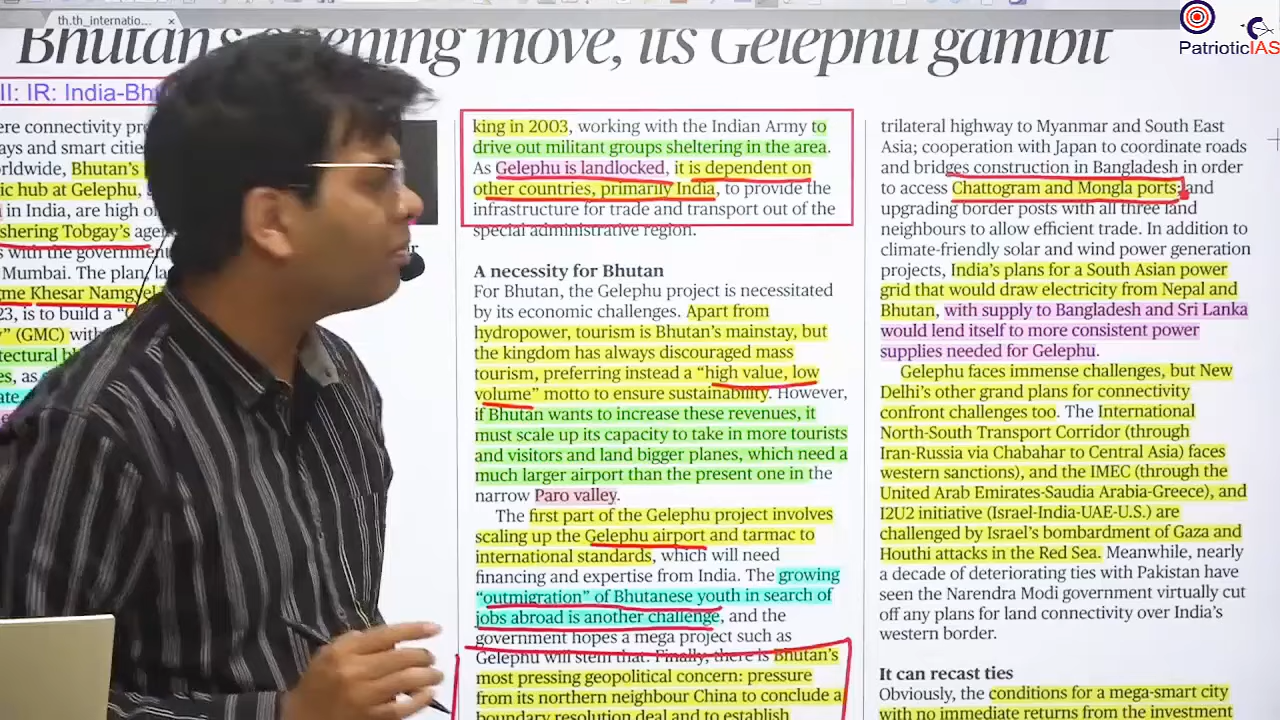 th.th_internatio...
×
PatrioticIAS
Bhutan's opening move, its Gelephu gambit
II: IR: India-Bh
ere connectivity pr
ays and smart cities
orldwide, Bhutan's
ic hub at Gelephu,
in India, are high o
shering Tobgay's agen
s with the government
Mumbai. The plan, la
gme Khesar Namgyel
23, is to build a "G
y" (GMC) with
tectural bl
es, as
ate
king in 2003, working with the Indian Army to
drive out militant groups sheltering in the area.
As Gelephu is landlocked, it is dependent on
other countries, primarily India, to provide the
infrastructure for trade and transport out of the
special administrative region.
A necessity for Bhutan
For Bhutan, the Gelephu project is necessitated
by its economic challenges. Apart from
hydropower, tourism is Bhutan's mainstay, but
the kingdom has always discouraged mass
tourism, preferring instead a "high value, low
volume" motto to ensure sustainability. However,
if Bhutan wants to increase these revenues, it
must scale up its capacity to take in more tourists
and visitors and land bigger planes, which need a
much larger airport than the present one in the
narrow Paro valley.
The first part of the Gelephu project involves
scaling up the Gelephu airport and tarmac to
international standards, which will need
financing and expertise from India. The growing
"outmigration" of Bhutanese youth in search of
jobs abroad is another challenge, and the
government hopes a mega project such as
Gelephu will stem that. Finally, there is Bhutan's
most pressing geopolitical concern: pressure
from its northern neighbour China to conclude a
boundary resolution deal and to establish
trilateral highway to Myanmar and South East
Asia; cooperation with Japan to coordinate roads
and bridges construction in Bangladesh in order
to access Chattogram and Mongla ports; and
upgrading border posts with all three land
neighbours to allow efficient trade. In addition to
climate-friendly solar and wind power generation
projects, India's plans for a South Asian power
grid that would draw electricity from Nepal and
Bhutan, with supply to Bangladesh and Sri Lanka
would lend itself to more consistent power
supplies needed for Gelephu.
Gelephu faces immense challenges, but New
Delhi's other grand plans for connectivity
confront challenges too. The International
North-South Transport Corridor (through
Iran-Russia via Chabahar to Central Asia) faces
western sanctions), and the IMEC (through the
United Arab Emirates-Saudia Arabia-Greece), and
I2U2 initiative (Israel-India-UAE-U.S.) are
challenged by Israel's bombardment of Gaza and
Houthi attacks in the Red Sea. Meanwhile, nearly
a decade of deteriorating ties with Pakistan have
seen the Narendra Modi government virtually cut
off any plans for land connectivity over India's
western border.
It can recast ties
Obviously, the conditions for a mega-smart city
with no immediate returns from the investment